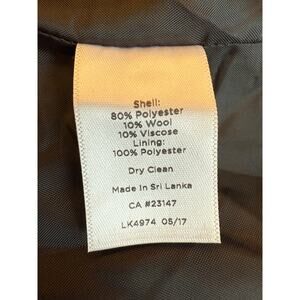 Shell:
80% Polyester
10% Wool
10% Viscose
Lining:
100% Polyester
Dry Clean
Made In Sri Lanka
CA #23147
LK4974 05/17